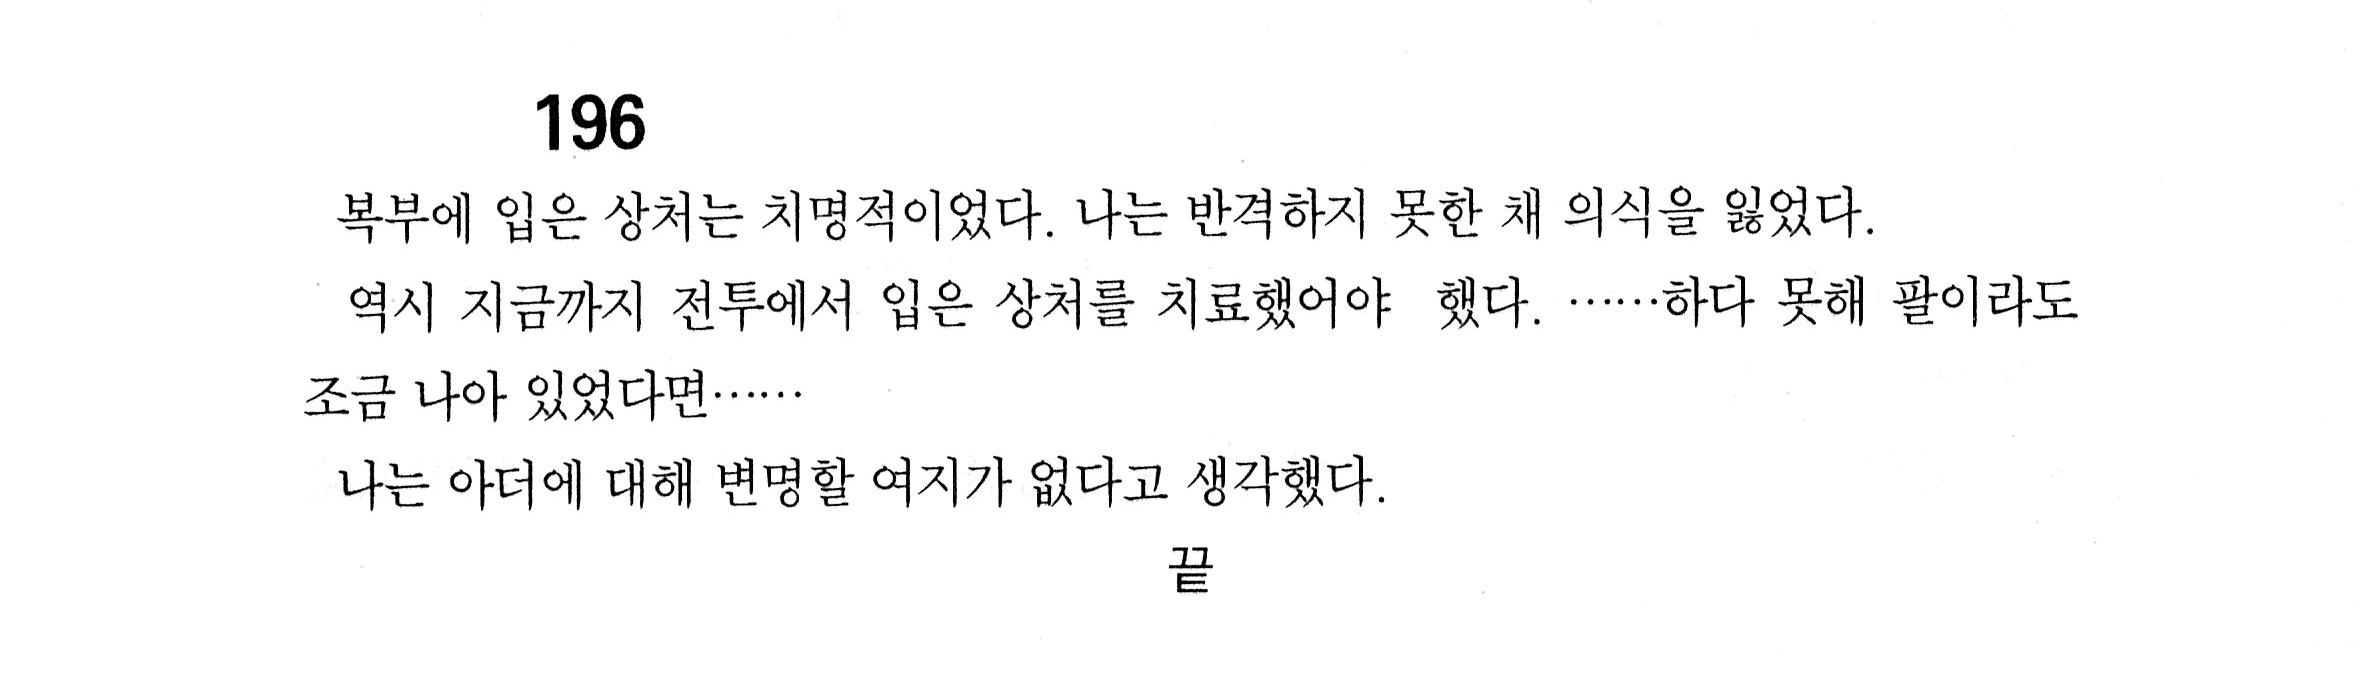 196
복부에 입은 상처는 치명적이었다. 나는 반격하지 못한 채 의식을 잃었다.
역시 지금까지 전투에서 입은 상처를 치료했어야 했다. ……하다 못해 팔이라도
조금 나아 있었다면……
나는 아더에 대해 변명할 여지가 없다고 생각했다.
끝